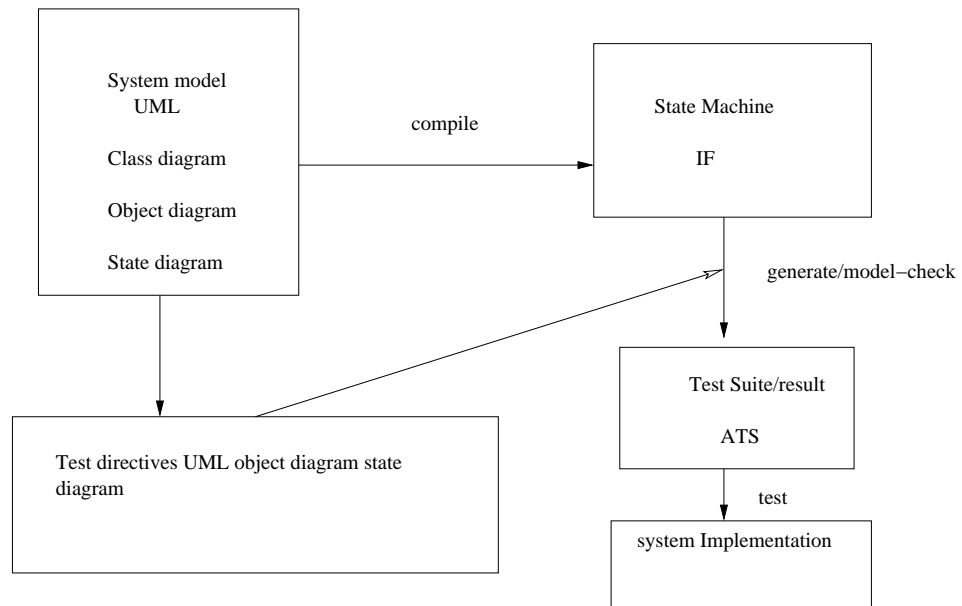 System model
UML
Class diagram
Object diagram
State diagram
compile
State Machine
IF
generate/model−check
Test Suite/result
ATS
Test directives UML object diagram state
diagram
test
system Implementation